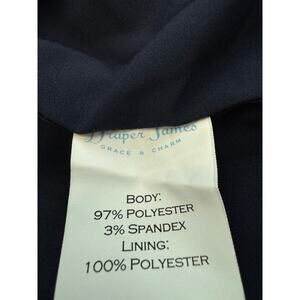 Draper James
GRACE & CHARM
BODY:
97% POLYESTER
3% SPANDEX
LINING:
100% POLYESTER